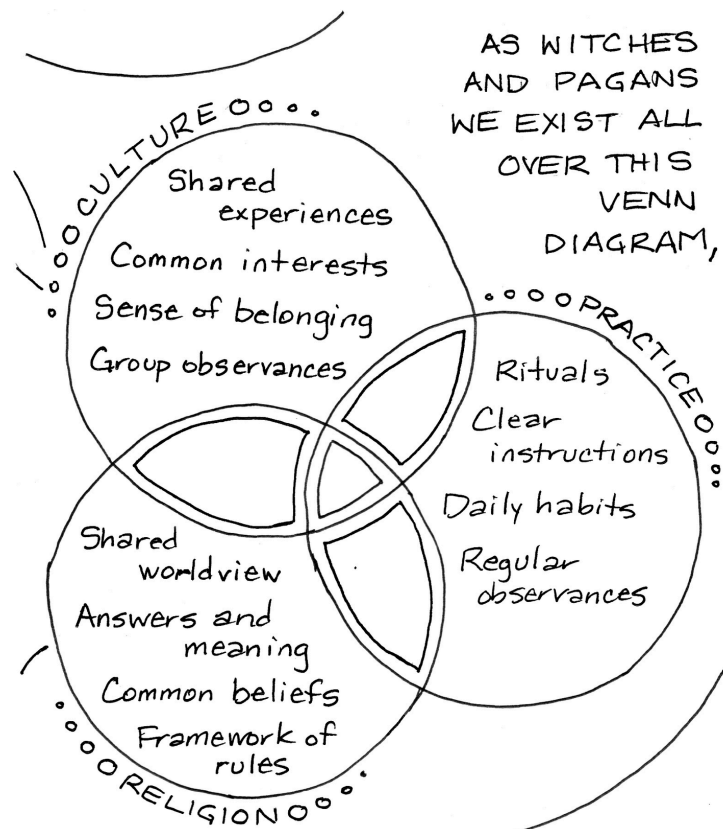 AS WITCHES
AND PAGANS
WE EXIST ALL
OVER THIS
VENN
DIAGRAM,
CULTURE
Shared
experiences
Common interests
Sense of belonging
Group observances
PRACTICE
Rituals
Clear
instructions
Daily habits
Regular
observances
Shared
worldview
Answers and
meaning
Common beliefs
Framework of
rules
RELIGION